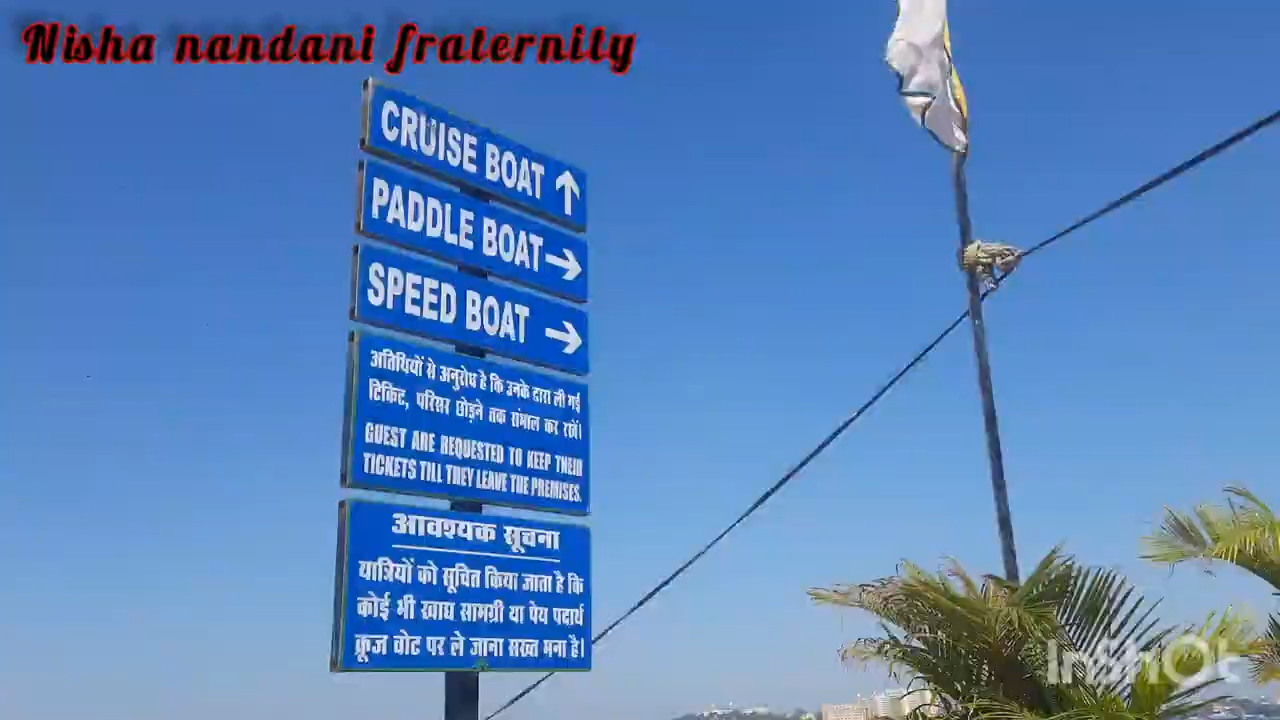 Nisha nandani fraternity
CRUISE BOAT ↑
PADDLE BOAT →
SPEED BOAT →
अतिथियों से अनुरोध है कि उनके द्वारा ली गई
टिकिट, परिसर छोड़ने तक संभाल कर रखें।
GUEST ARE REQUESTED TO KEEP THEIR
TICKETS TILL THEY LEAVE THE PREMISES.
आवश्यक सूचना
यात्रियों को सूचित किया जाता है कि
कोई भी खाद्य सामग्री या पेय पदार्थ
क्रूज बोट पर ले जाना सख्त मना है।
InShOt